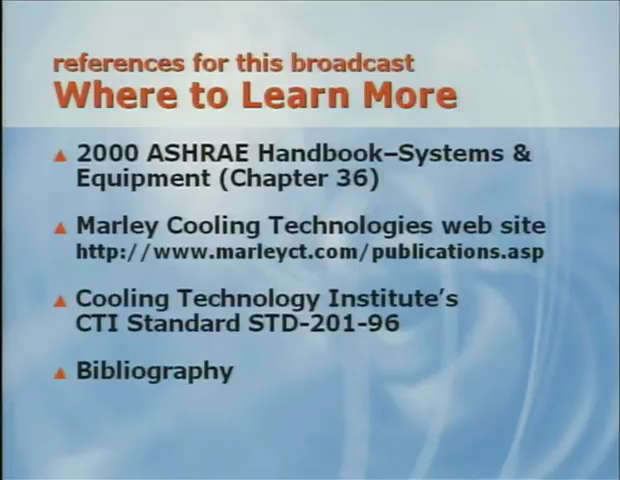 references for this broadcast
Where to Learn More
▲ 2000 ASHRAE Handbook–Systems &
Equipment (Chapter 36)
▲ Marley Cooling Technologies web site
http://www.marleyct.com/publications.asp
▲ Cooling Technology Institute's
CTI Standard STD-201-96
▲ Bibliography